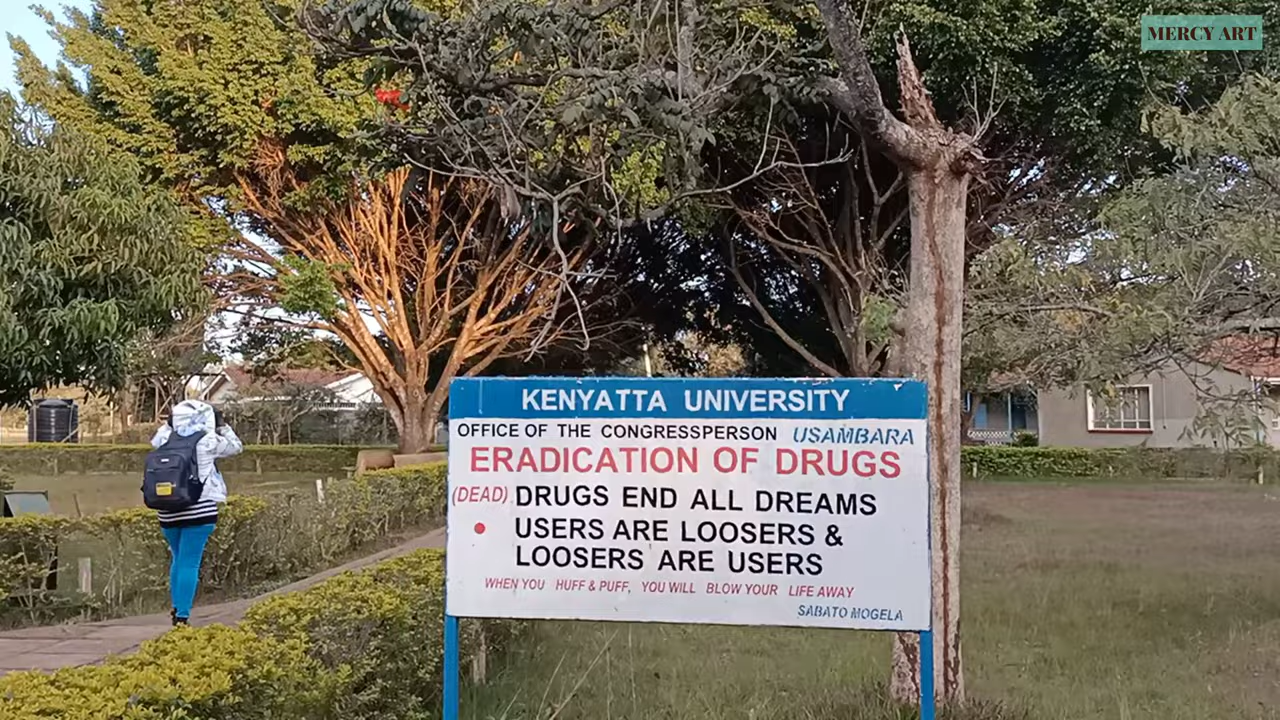 MERCY ART
KENYATTA UNIVERSITY
OFFICE OF THE CONGRESSPERSON USAMBARA
ERADICATION OF DRUGS
(DEAD) DRUGS END ALL DREAMS
• USERS ARE LOOSERS &
LOOSERS ARE USERS
WHEN YOU HUFF & PUFF, YOU WILL BLOW YOUR LIFE AWAY
SABATO MOGELA